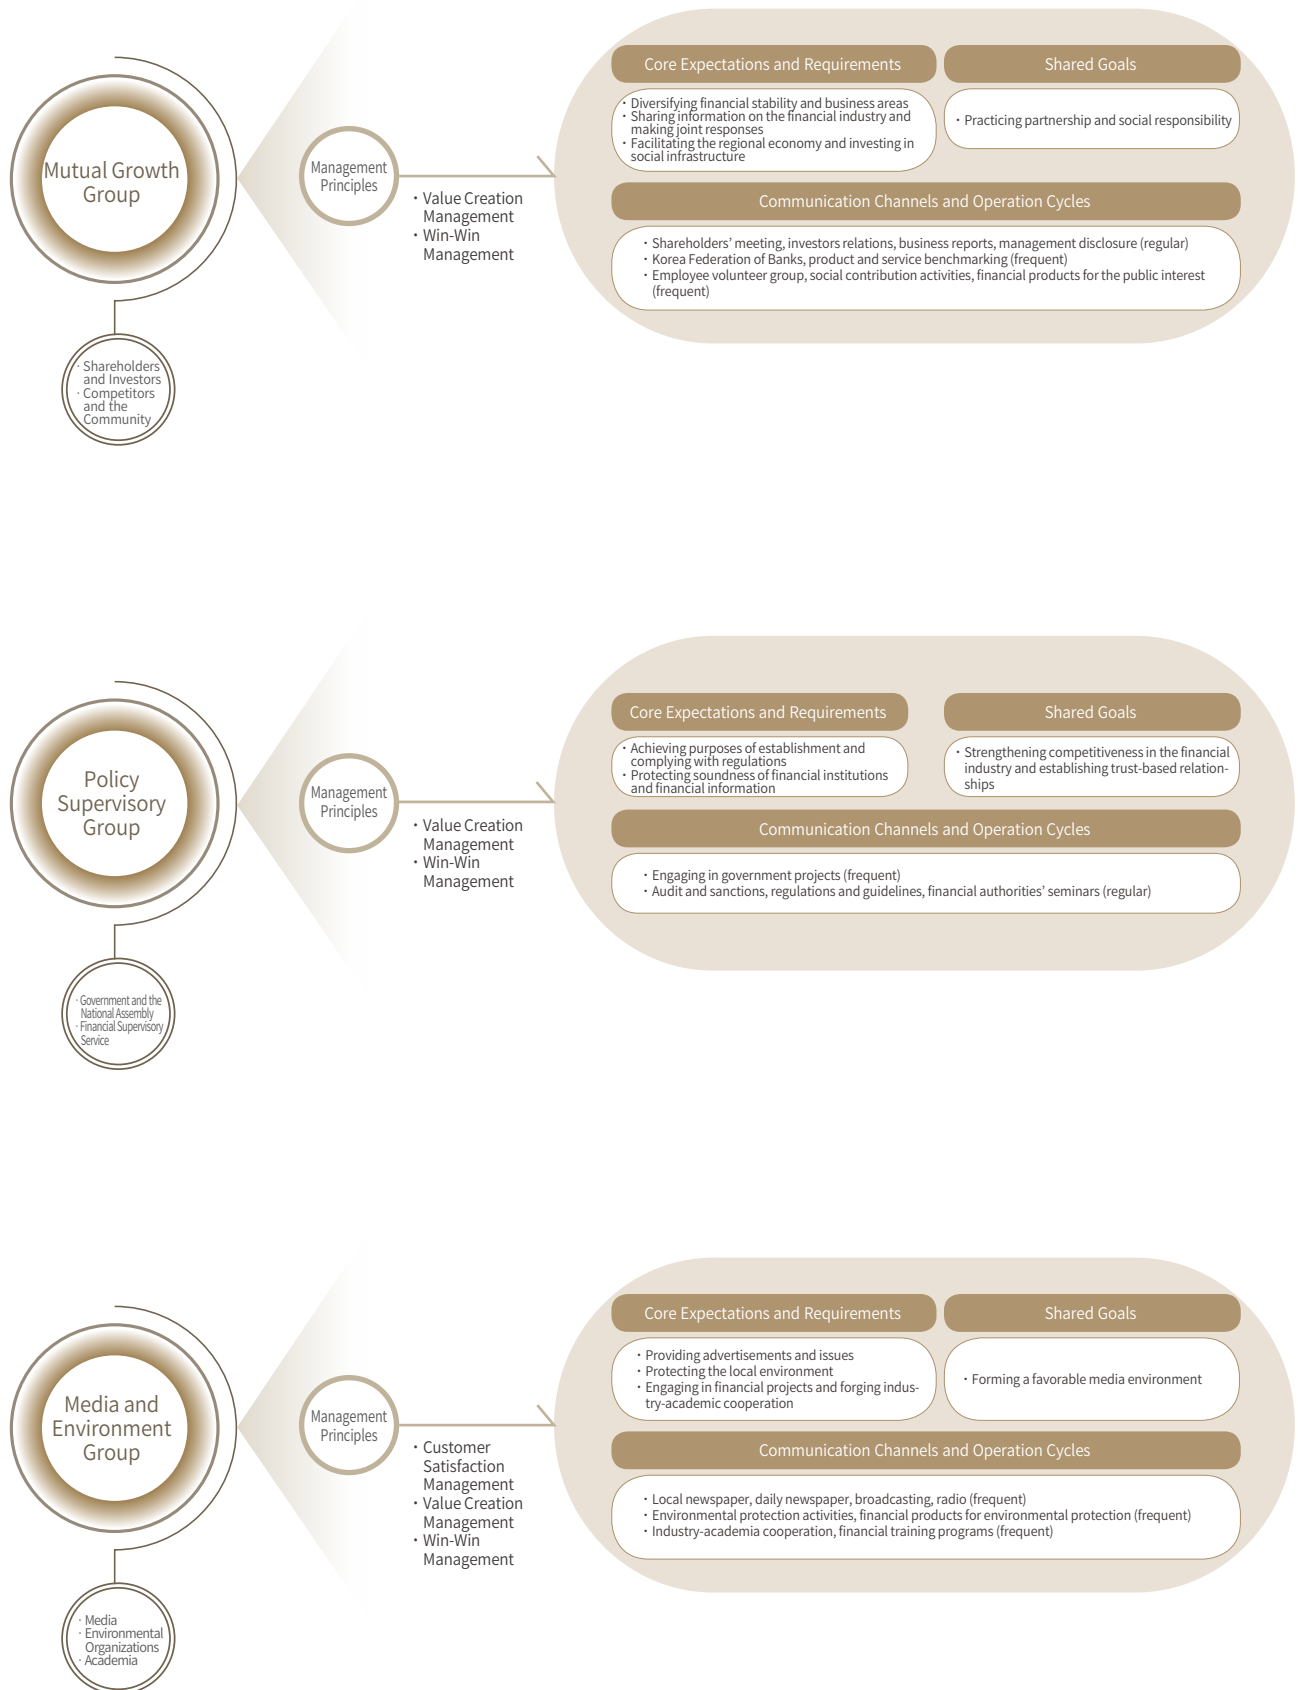 Mutual Growth
Group
· Shareholders
and Investors
· Competitors
and the
Community
Management
Principles
· Value Creation
Management
· Win-Win
Management
Core Expectations and Requirements
· Diversifying financial stability and business areas
· Sharing information on the financial industry and
making joint responses
· Facilitating the regional economy and investing in
social infrastructure
Shared Goals
· Practicing partnership and social responsibility
Communication Channels and Operation Cycles
· Shareholders’ meeting, investors relations, business reports, management disclosure (regular)
· Korea Federation of Banks, product and service benchmarking (frequent)
· Employee volunteer group, social contribution activities, financial products for the public interest
(frequent)
Policy
Supervisory
Group
· Government and the
National Assembly
· Financial Supervisory
Service
Management
Principles
· Value Creation
Management
· Win-Win
Management
Core Expectations and Requirements
· Achieving purposes of establishment and
complying with regulations
· Protecting soundness of financial institutions
and financial information
Shared Goals
· Strengthening competitiveness in the financial
industry and establishing trust-based relation-
ships
Communication Channels and Operation Cycles
· Engaging in government projects (frequent)
· Audit and sanctions, regulations and guidelines, financial authorities’ seminars (regular)
Media and
Environment
Group
· Media
· Environmental
Organizations
· Academia
Management
Principles
· Customer
Satisfaction
Management
· Value Creation
Management
· Win-Win
Management
Core Expectations and Requirements
· Providing advertisements and issues
· Protecting the local environment
· Engaging in financial projects and forging indus-
try-academic cooperation
Shared Goals
· Forming a favorable media environment
Communication Channels and Operation Cycles
· Local newspaper, daily newspaper, broadcasting, radio (frequent)
· Environmental protection activities, financial products for environmental protection (frequent)
· Industry-academia cooperation, financial training programs (frequent)